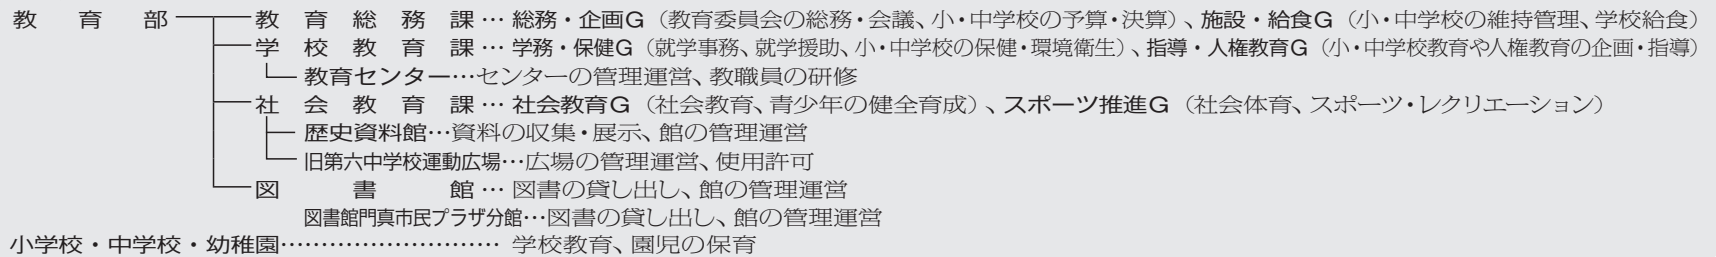 教育部 教育総務課…総務・企画G（教育委員会の総務・会議、小・中学校の予算・決算）、施設・給食G（小・中学校の維持管理、学校給食）
学校教育課…学務・保健G（就学事務、就学援助、小・中学校の保健・環境衛生）、指導・人権教育G（小・中学校教育や人権教育の企画・指導）
教育センター…センターの管理運営、教職員の研修
社会教育課…社会教育G（社会教育、青少年の健全育成）、スポーツ推進G（社会体育、スポーツ・レクリエーション）
歴史資料館…資料の収集・展示、館の管理運営
旧第六中学校運動広場…広場の管理運営、使用許可
図書館…図書の貸し出し、館の管理運営
図書館門真市民プラザ分館…図書の貸し出し、館の管理運営
小学校・中学校・幼稚園………………………学校教育、園児の保育